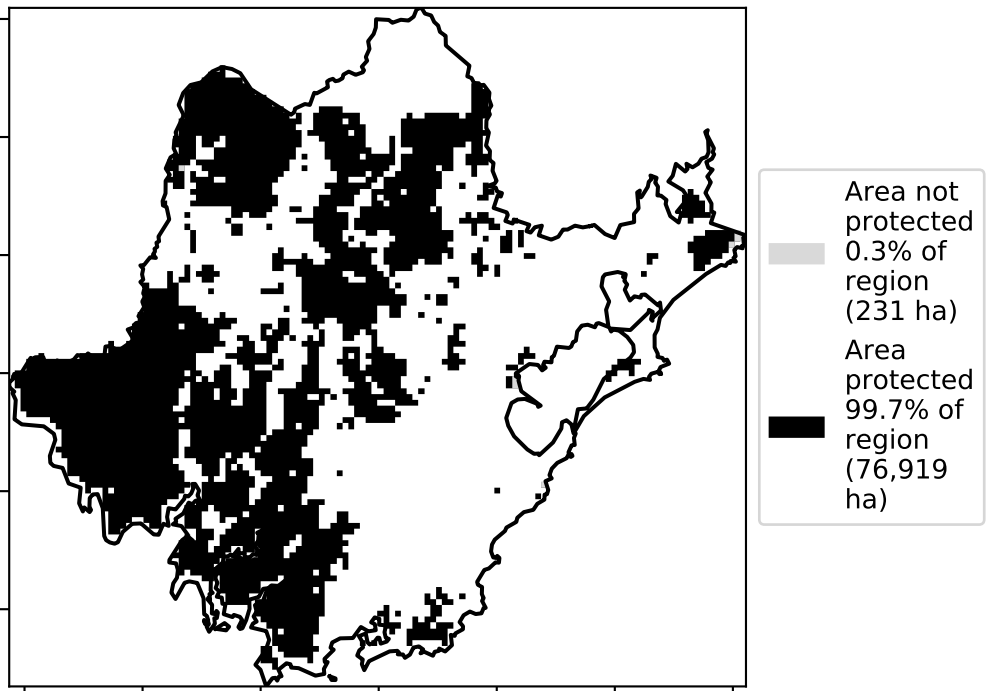 Area not
protected
0.3% of
region
(231 ha)
Area
protected
99.7% of
region
(76,919
ha)